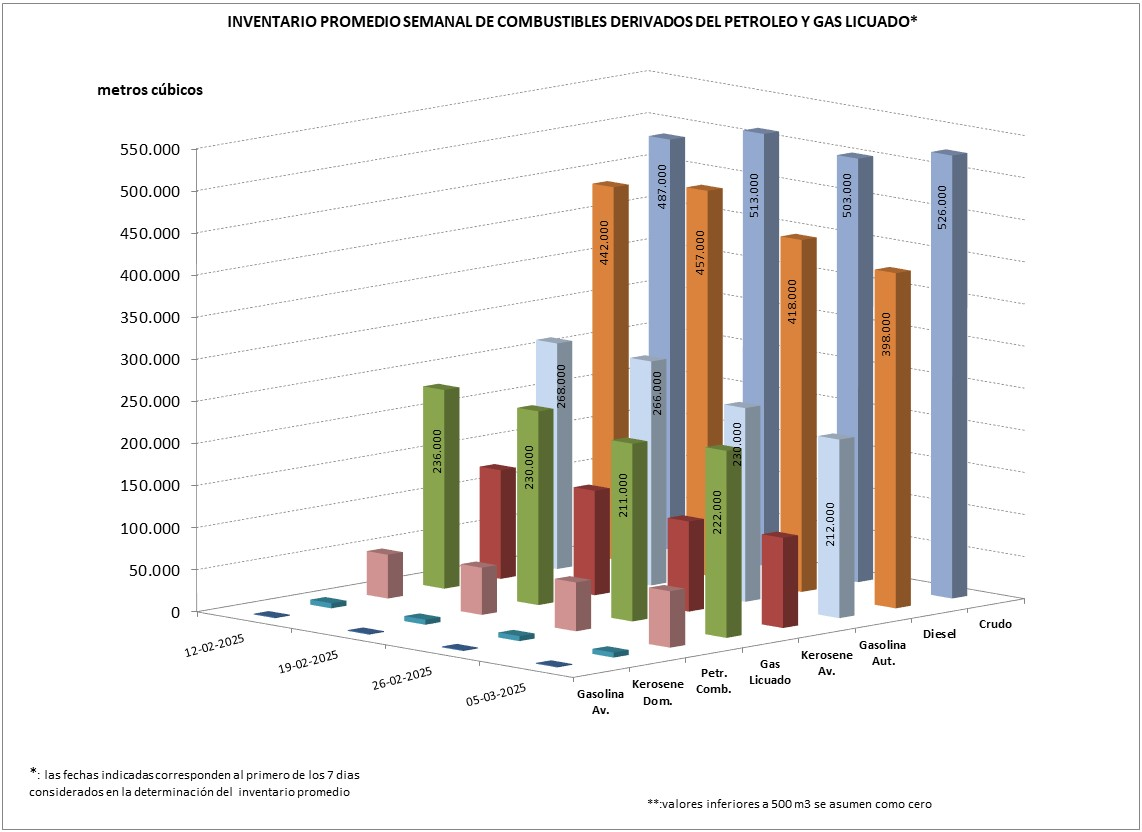 INVENTARIO PROMEDIO SEMANAL DE COMBUSTIBLES DERIVADOS DEL PETROLEO Y GAS LICUADO*
metros cúbicos
550.000
500.000
450.000
400.000
350.000
300.000
250.000
200.000
150.000
100.000
50.000
0
487.000
513.000
503.000
526.000
442.000
457.000
418.000
398.000
268.000
266.000
230.000
212.000
236.000
230.000
211.000
222.000
12-02-2025
19-02-2025
26-02-2025
05-03-2025
Gasolina
Av.
Kerosene
Dom.
Petr.
Comb.
Gas
Licuado
Kerosene
Av.
Gasolina
Aut.
Diesel
Crudo
*: las fechas indicadas corresponden al primero de los 7 dias
considerados en la determinación del inventario promedio
**:valores inferiores a 500 m3 se asumen como cero